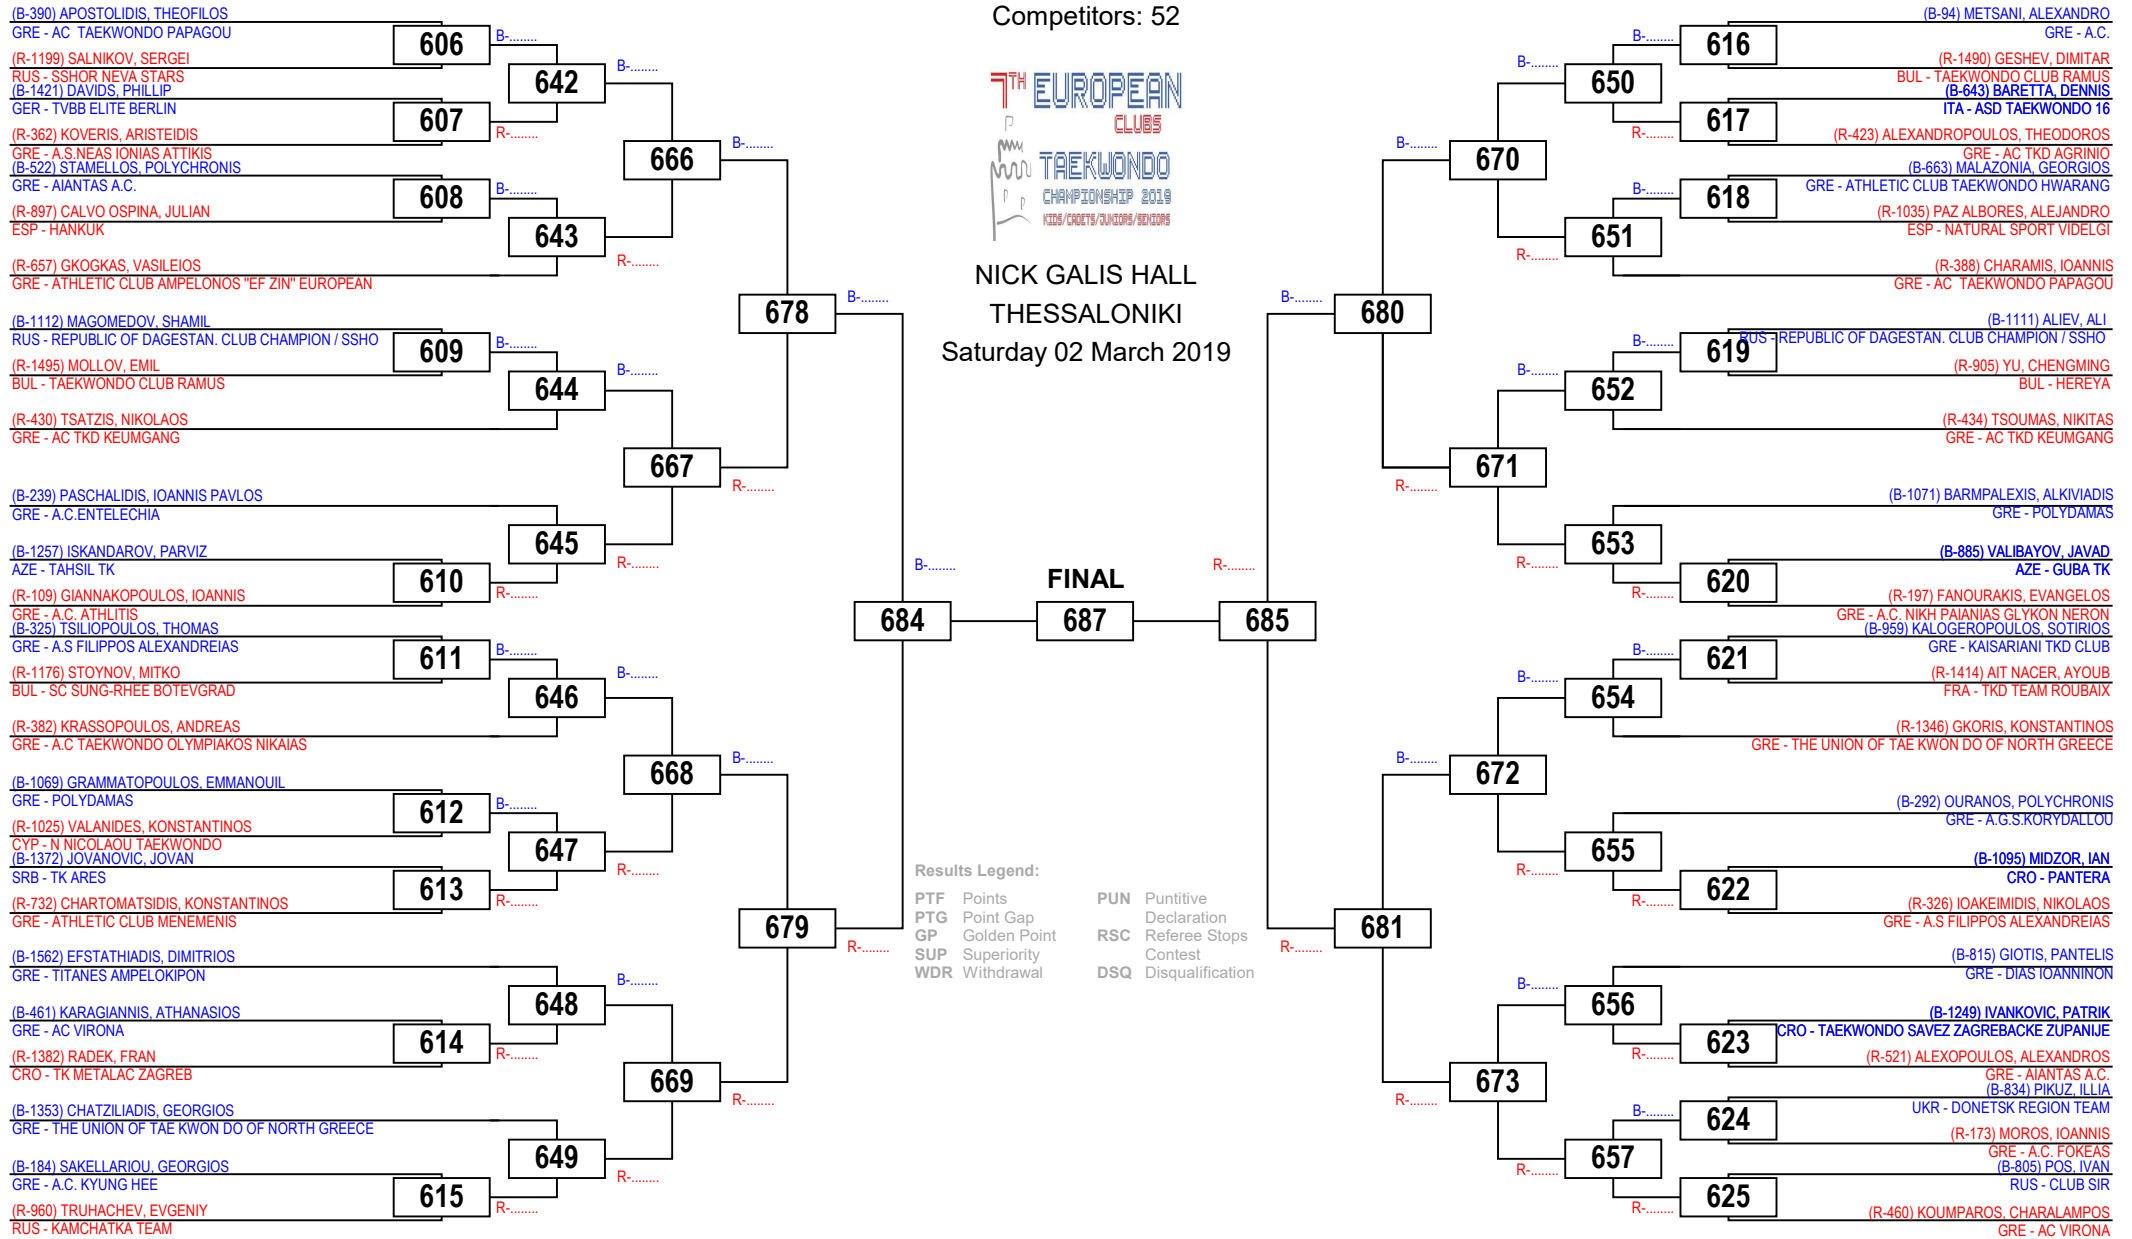 Competitors: 52
7TH EUROPEAN
CLUBS
TAEKWONDO
CHAMPIONSHIP 2019
KIDS/CADETS/JUNIORS/SENIORS
NICK GALIS HALL
THESSALONIKI
Saturday 02 March 2019
(B-390) APOSTOLIDIS, THEOFILOS
GRE - AC TAEKWONDO PAPAGOU
606
(R-1199) SALNIKOV, SERGEI
RUS - SSHOR NEVA STARS
(B-1421) DAVIDS, PHILLIP
GER - TVBB ELITE BERLIN
607
(R-362) KOVERIS, ARISTEIDIS
GRE - A.S.NEAS IONIAS ATTIKIS
(B-522) STAMELLOS, POLYCHRONIS
GRE - AIANTAS A.C.
608
(R-897) CALVO OSPINA, JULIAN
ESP - HANKUK
(R-657) GKOGKAS, VASILEIOS
GRE - ATHLETIC CLUB AMPELONOS "EF ZIN" EUROPEAN
(B-1112) MAGOMEDOV, SHAMIL
RUS - REPUBLIC OF DAGESTAN. CLUB CHAMPION / SSHO
609
(R-1495) MOLLOV, EMIL
BUL - TAEKWONDO CLUB RAMUS
(R-430) TSATZIS, NIKOLAOS
GRE - AC TKD KEUMGANG
(B-239) PASCHALIDIS, IOANNIS PAVLOS
GRE - A.C.ENTELECHIA
(B-1257) ISKANDAROV, PARVIZ
AZE - TAHSIL TK
610
(R-109) GIANNAKOPOULOS, IOANNIS
GRE - A.C. ATHLITIS
(B-325) TSILIOPOULOS, THOMAS
GRE - A.S FILIPPOS ALEXANDREIAS
611
(R-1176) STOYNOV, MITKO
BUL - SC SUNG-RHEE BOTEVGRAD
(R-382) KRASSOPOULOS, ANDREAS
GRE - A.C TAEKWONDO OLYMPIAKOS NIKAIAS
(B-1069) GRAMMATOPOULOS, EMMANOUIL
GRE - POLYDAMAS
612
(R-1025) VALANIDES, KONSTANTINOS
CYP - N NICOLAOU TAEKWONDO
(B-1372) JOVANOVIC, JOVAN
SRB - TK ARES
613
(R-732) CHARTOMATSIDIS, KONSTANTINOS
GRE - ATHLETIC CLUB MENEMENIS
(B-1562) EFSTATHIADIS, DIMITRIOS
GRE - TITANES AMPELOKIPON
(B-461) KARAGIANNIS, ATHANASIOS
GRE - AC VIRONA
614
(R-1382) RADEK, FRAN
CRO - TK METALAC ZAGREB
(B-1353) CHATZILIADIS, GEORGIOS
GRE - THE UNION OF TAE KWON DO OF NORTH GREECE
(B-184) SAKELLARIOU, GEORGIOS
GRE - A.C. KYUNG HEE
615
(R-960) TRUHACHEV, EVGENIY
RUS - KAMCHATKA TEAM
B-........
642
R-........
B-........
643
B-........
644
645
R-........
B-........
646
B-........
647
R-........
648
R-........
649
R-........
B-........
666
R-........
B-........
667
R-........
B-........
668
R-........
B-........
669
R-........
B-........
678
R-........
B-........
679
R-........
B-........
684
R-........
B-........
FINAL
687
R-........
685
B-........
R-........
680
B-........
R-........
681
B-........
R-........
670
B-........
R-........
671
B-........
R-........
672
B-........
R-........
673
B-........
R-........
650
B-........
R-........
651
B-........
652
B-........
653
R-........
654
B-........
655
R-........
656
R-........
657
B-........
R-........
(B-94) METSANI, ALEXANDRO
GRE - A.C.
616
(R-1490) GESHEV, DIMITAR
BUL - TAEKWONDO CLUB RAMUS
(B-643) BARETTA, DENNIS
ITA - ASD TAEKWONDO 16
617
(R-423) ALEXANDROPOULOS, THEODOROS
GRE - AC TKD AGRINIO
(B-663) MALAZONIA, GEORGIOS
GRE - ATHLETIC CLUB TAEKWONDO HWARANG
618
(R-1035) PAZ ALBORES, ALEJANDRO
ESP - NATURAL SPORT VIDELGI
(R-388) CHARAMIS, IOANNIS
GRE - AC TAEKWONDO PAPAGOU
(B-1111) ALIEV, ALI
RUS - REPUBLIC OF DAGESTAN. CLUB CHAMPION / SSHO
619
(R-905) YU, CHENGMING
BUL - HEREYA
(R-434) TSOUMAS, NIKITAS
GRE - AC TKD KEUMGANG
(B-1071) BARMPALEXIS, ALKIVIADIS
GRE - POLYDAMAS
(B-885) VALIBAYOV, JAVAD
AZE - GUBA TK
620
(R-197) FANOURAKIS, EVANGELOS
GRE - A.C. NIKH PAIANIAS GLYKON NERON
(B-959) KALOGEROPOULOS, SOTIRIOS
GRE - KAISARIANI TKD CLUB
621
(R-1414) AIT NACER, AYOUB
FRA - TKD TEAM ROUBAIX
(R-1346) GKORIS, KONSTANTINOS
GRE - THE UNION OF TAE KWON DO OF NORTH GREECE
(B-292) OURANOS, POLYCHRONIS
GRE - A.G.S.KORYDALLOU
(B-1095) MIDZOR, IAN
CRO - PANTERA
622
(R-326) IOAKEIMIDIS, NIKOLAOS
GRE - A.S FILIPPOS ALEXANDREIAS
(B-815) GIOTIS, PANTELIS
GRE - DIAS IOANNINON
(B-1249) IVANKOVIC, PATRIK
CRO - TAEKWONDO SAVEZ ZAGREBACKE ZUPANIJE
623
(R-521) ALEXOPOULOS, ALEXANDROS
GRE - AIANTAS A.C.
(B-834) PIKUZ, ILLIA
UKR - DONETSK REGION TEAM
624
(R-173) MOROS, IOANNIS
GRE - A.C. FOKEAS
(B-805) POS, IVAN
RUS - CLUB SIR
625
(R-460) KOUMPAROS, CHARALAMPOS
GRE - AC VIRONA
Results Legend:
PTF Points
PTG Point Gap
GP Golden Point
SUP Superiority
WDR Withdrawal
PUN Puntitive
Declaration
RSC Referee Stops
Contest
DSQ Disqualification